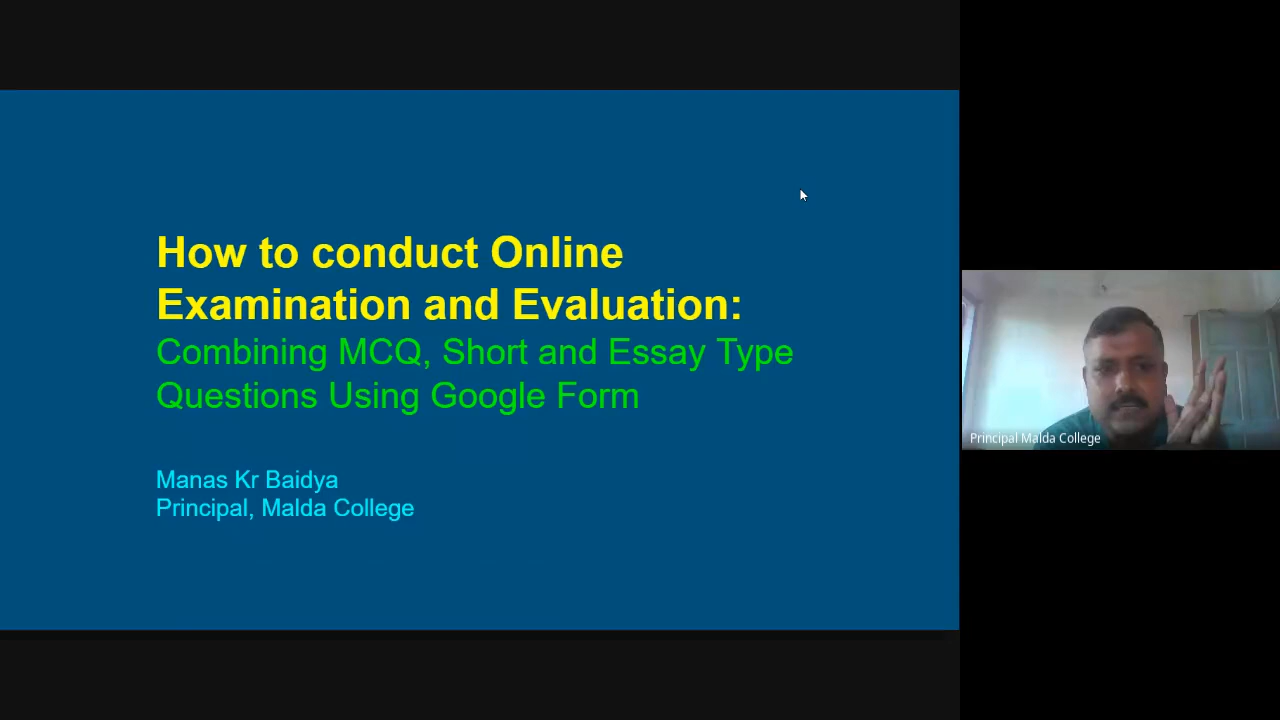 How to conduct Online
Examination and Evaluation:
Combining MCQ, Short and Essay Type
Questions Using Google Form
Manas Kr Baidya
Principal, Malda College
Principal Malda College